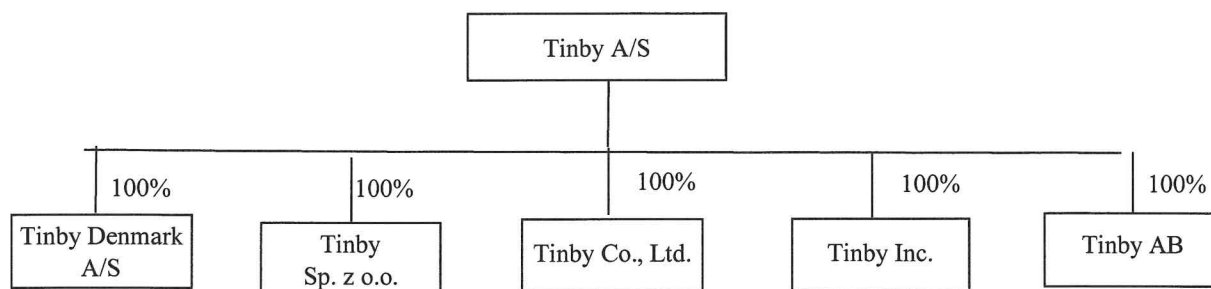 Tinby A/S
100%
100%
100%
100%
100%
Tinby Denmark
A/S
Tinby
Sp. z o.o.
Tinby Co., Ltd.
Tinby Inc.
Tinby AB